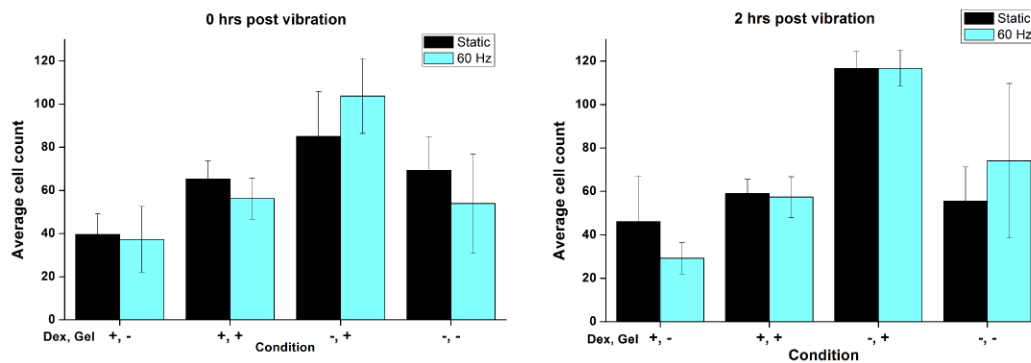 0 hrs post vibration
Static
60 Hz
120
100
80
60
40
20
0
Average cell count
Dex, Gel +, - +, + -, + -, -
Condition
2 hrs post vibration
Static
60 Hz
120
100
80
60
40
20
0
Average cell count
Dex, Gel +, - +, + -, + -, -
Condition